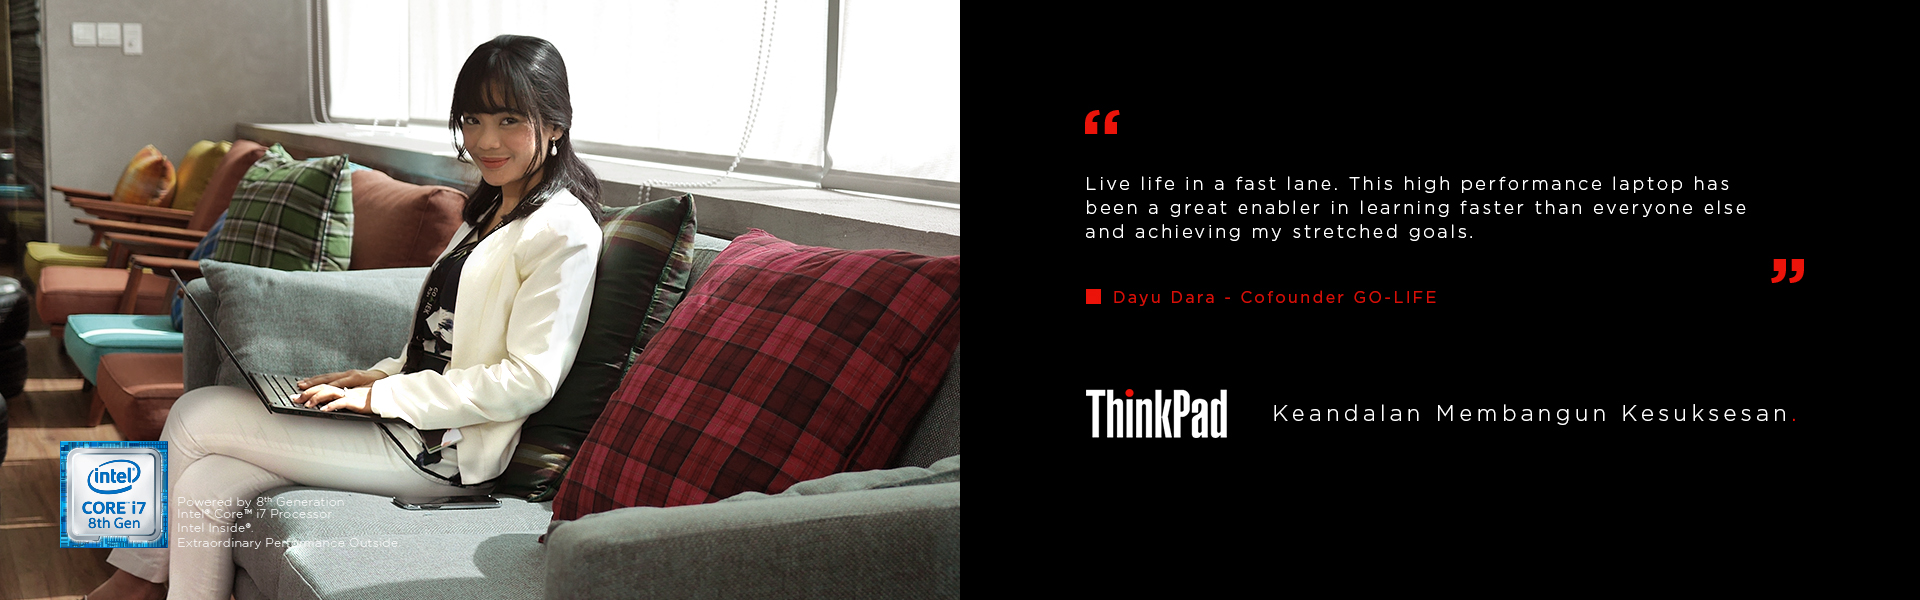 intel
CORE i7
8th Gen
Powered by 8th Generation
Intel® Core™ i7 Processor.
Intel Inside®.
Extraordinary Performance Outside.
“
Live life in a fast lane. This high performance laptop has
been a great enabler in learning faster than everyone else
and achieving my stretched goals.
”
Dayu Dara - Cofounder GO-LIFE
ThinkPad
Keandalan Membangun Kesuksesan.